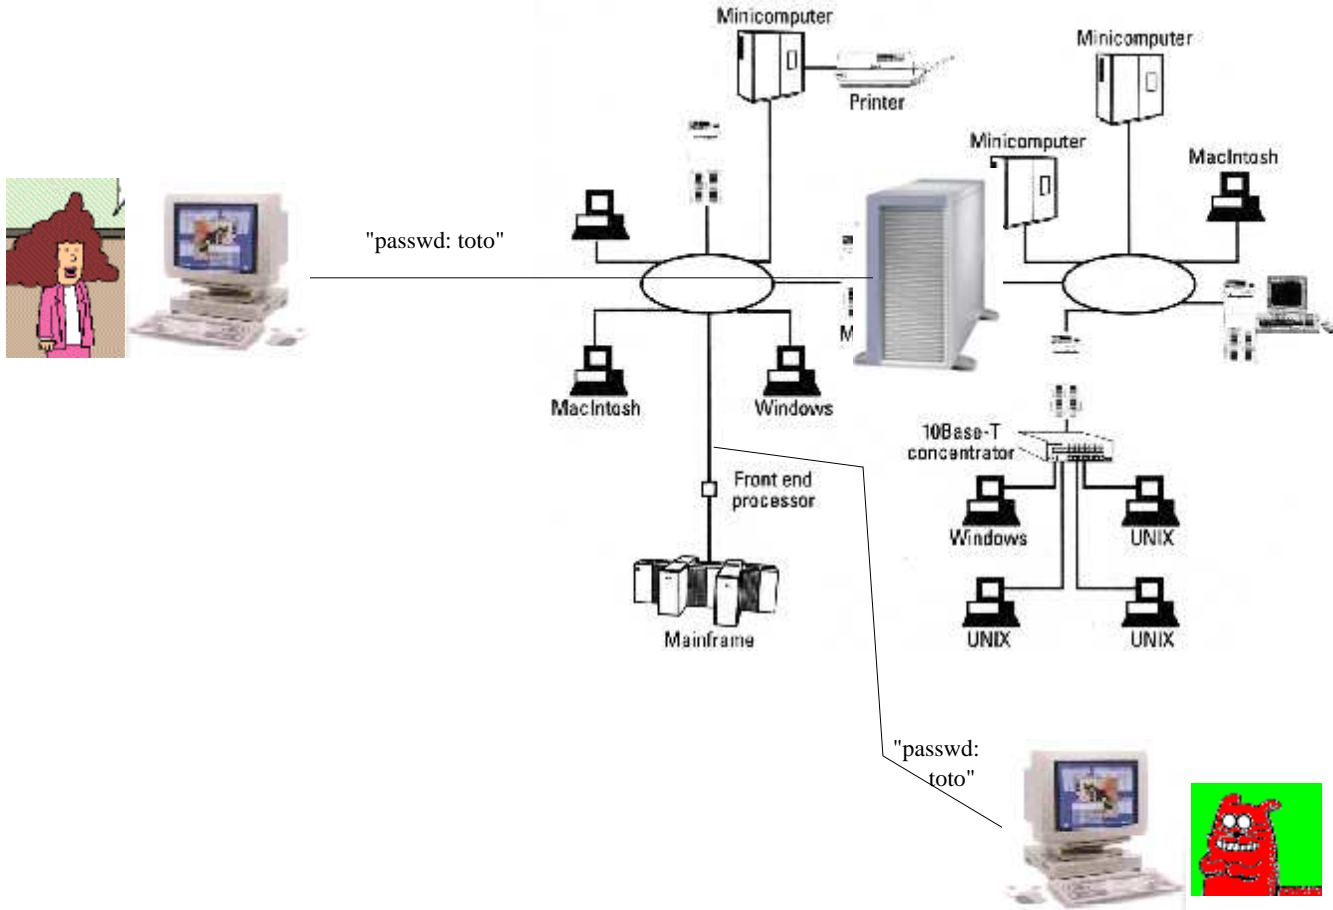 Minicomputer
Printer
Minicomputer
Minicomputer
MacIntosh
"passwd: toto"
MacIntosh
Windows
10Base-T
concentrator
Front end
processor
Windows
UNIX
Mainframe
UNIX
UNIX
"passwd:
toto"